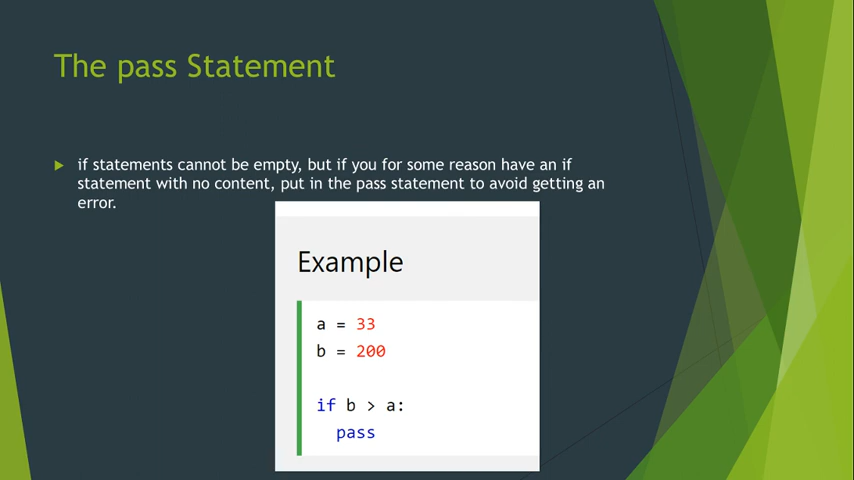 The pass Statement
if statements cannot be empty, but if you for some reason have an if
statement with no content, put in the pass statement to avoid getting an
error.
Example
a = 33
b = 200
if b > a:
  pass